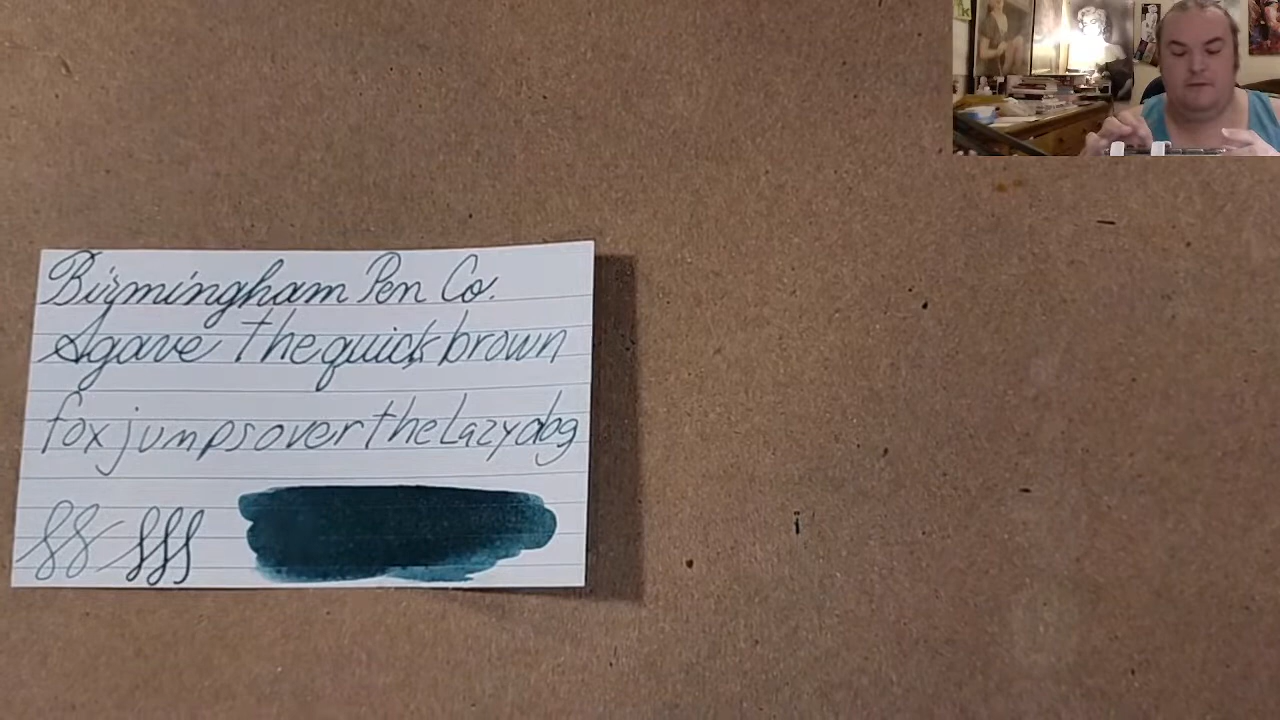 Birmingham Pen Co.
Agave the quick brown
fox jumps over the Lazy dog